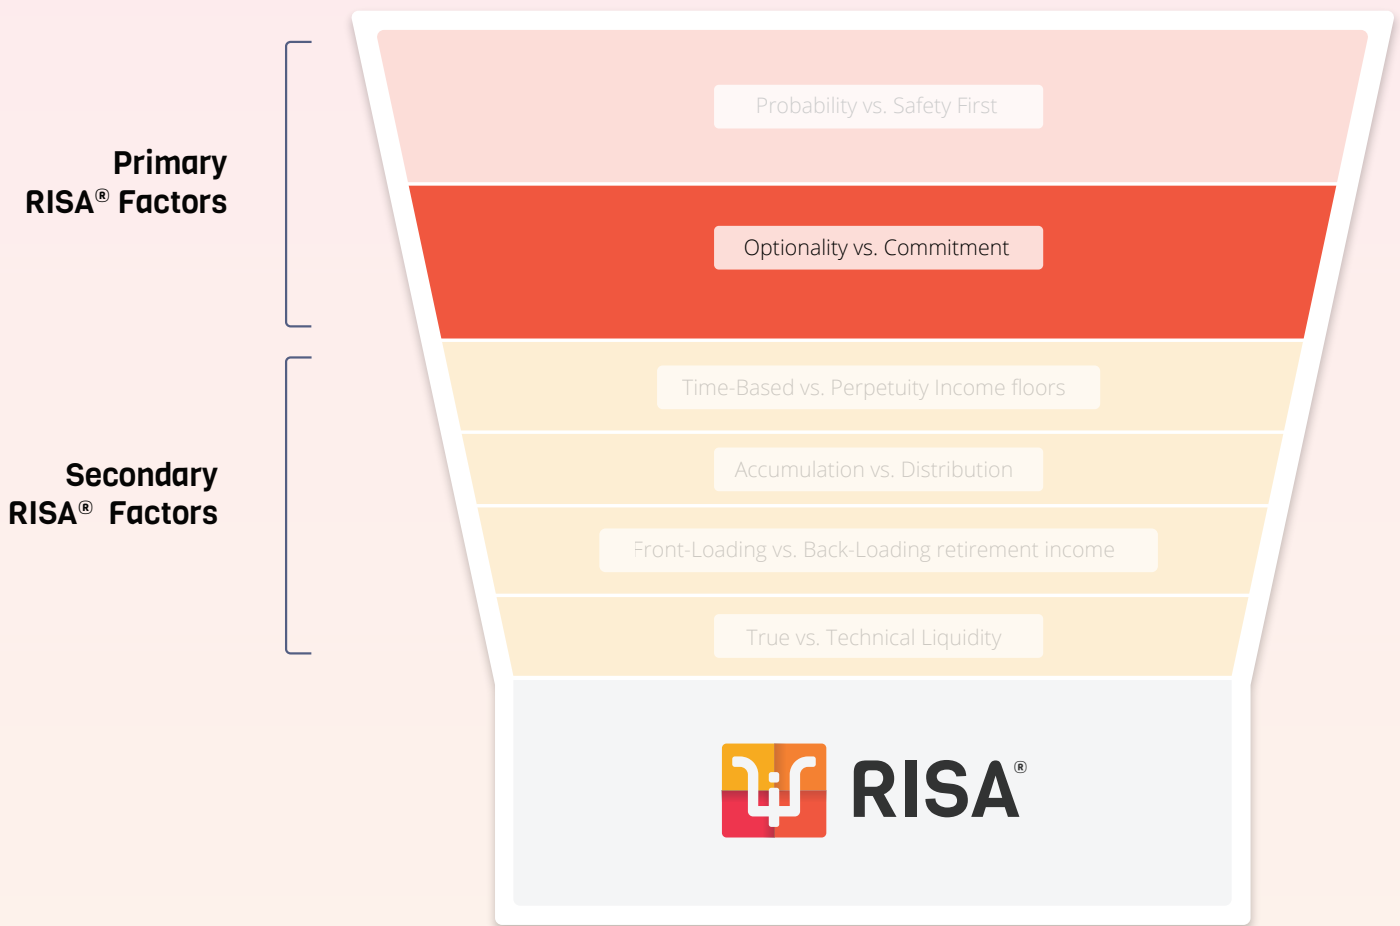 Primary
RISA® Factors
Probability vs. Safety First
Optionality vs. Commitment
Secondary
RISA® Factors
Time-Based vs. Perpetuity Income floors
Accumulation vs. Distribution
Front-Loading vs. Back-Loading retirement income
True vs. Technical Liquidity
RISA®